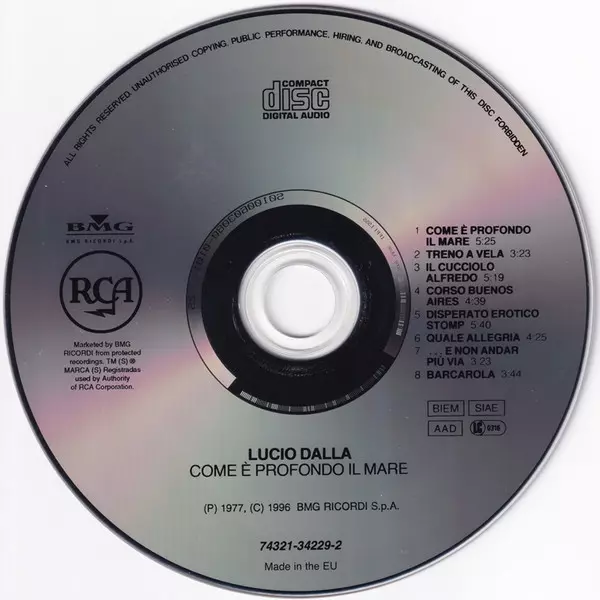 ALL RIGHTS RESERVED. UNAUTHORISED COPYING, PUBLIC PERFORMANCE, HIRING, AND BROADCASTING OF THIS DISC FORBIDDEN
COMPACT
disc
DIGITAL AUDIO
BMG
BMG RICORDI S.p.A.
RCA
Marketed by BMG
RICORDI from protected
recordings. TM (S) ®
MARCA (S) Registradas
used by Authority
of RCA Corporation.
1 COME È PROFONDO
IL MARE 5:25
2 TRENO A VELA 3:23
3 IL CUCCIOLO
ALFREDO 5:19
4 CORSO BUENOS
AIRES 4:39
5 DISPERATO EROTICO
STOMP 5:40
6 QUALE ALLEGRIA 4:25
7 ... E NON ANDAR
PIÙ VIA 3:23
8 BARCAROLA 3:44
BIEM SIAE
AAD LC 0316
LUCIO DALLA
COME È PROFONDO IL MARE
(P) 1977, (C) 1996 BMG RICORDI S.p.A.
74321-34229-2
Made in the EU